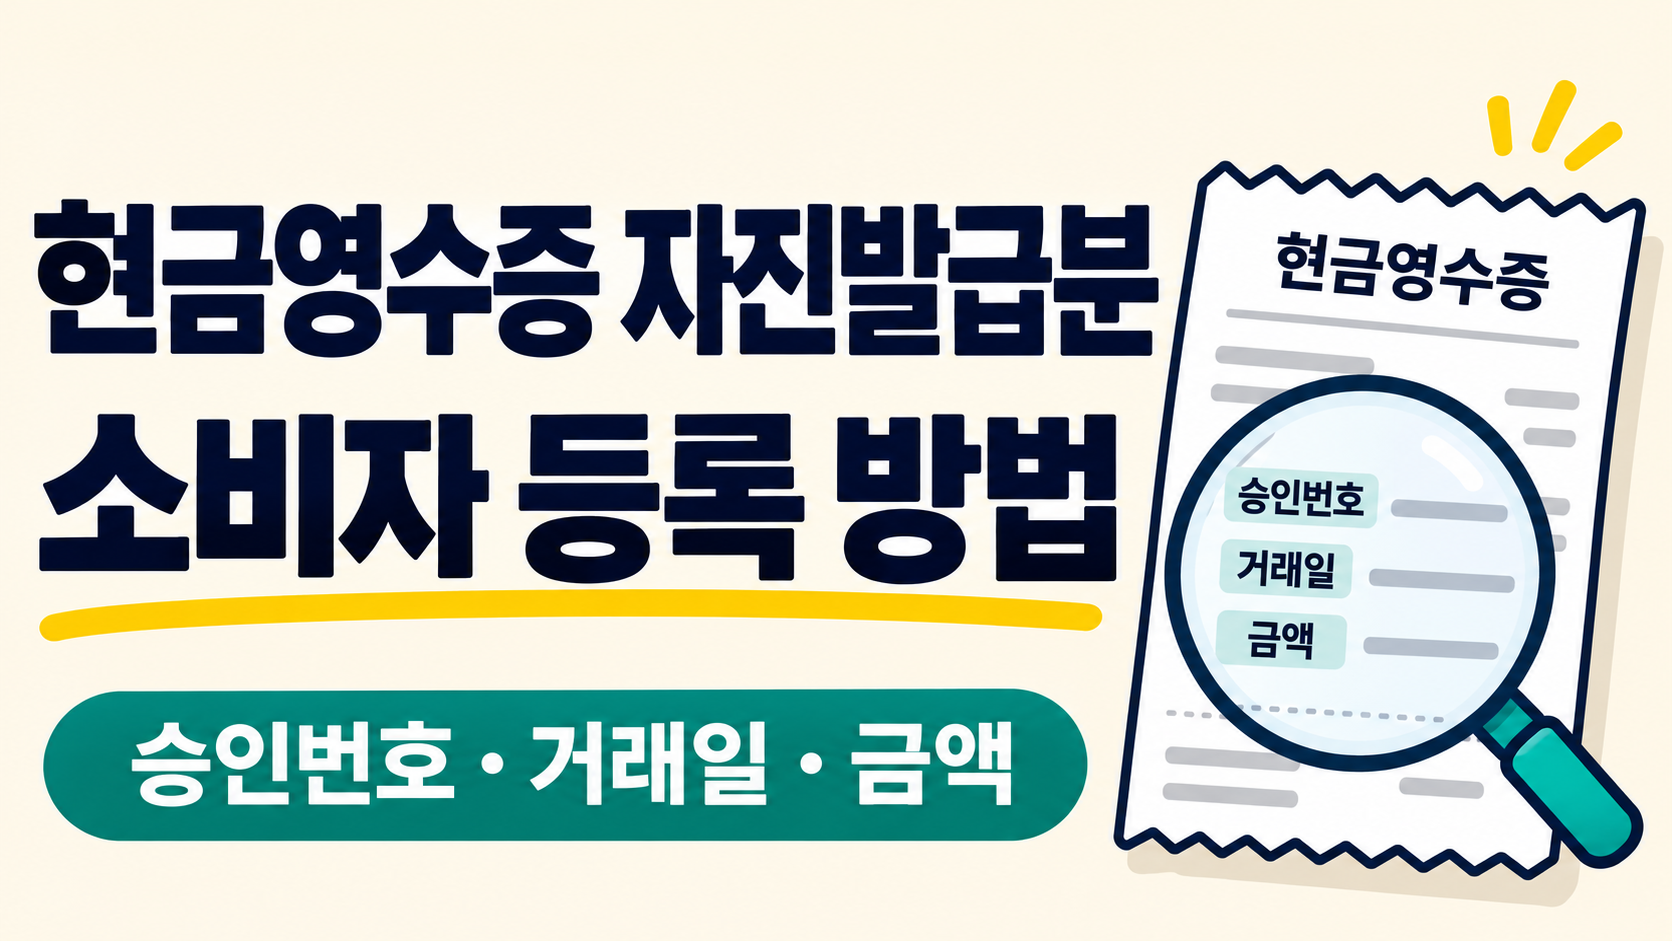 현금영수증 자진발급분
소비자 등록 방법
승인번호 · 거래일 · 금액
현금영수증
승인번호
거래일
금액